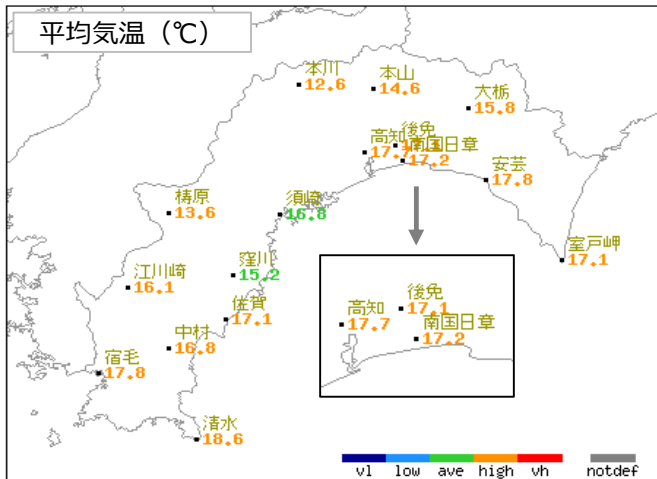 平均気温（℃）
本川
12.6
本山
14.6
大栃
15.8
高知
17.7
後免
南国日章
17.2
安芸
17.8
梼原
13.6
須崎
16.8
室戸岬
17.1
江川崎
16.1
窪川
15.2
佐賀
17.1
中村
16.8
宿毛
17.8
清水
18.6
後免
17.1
高知
17.7
南国日章
17.2
vl low ave high vh notdef